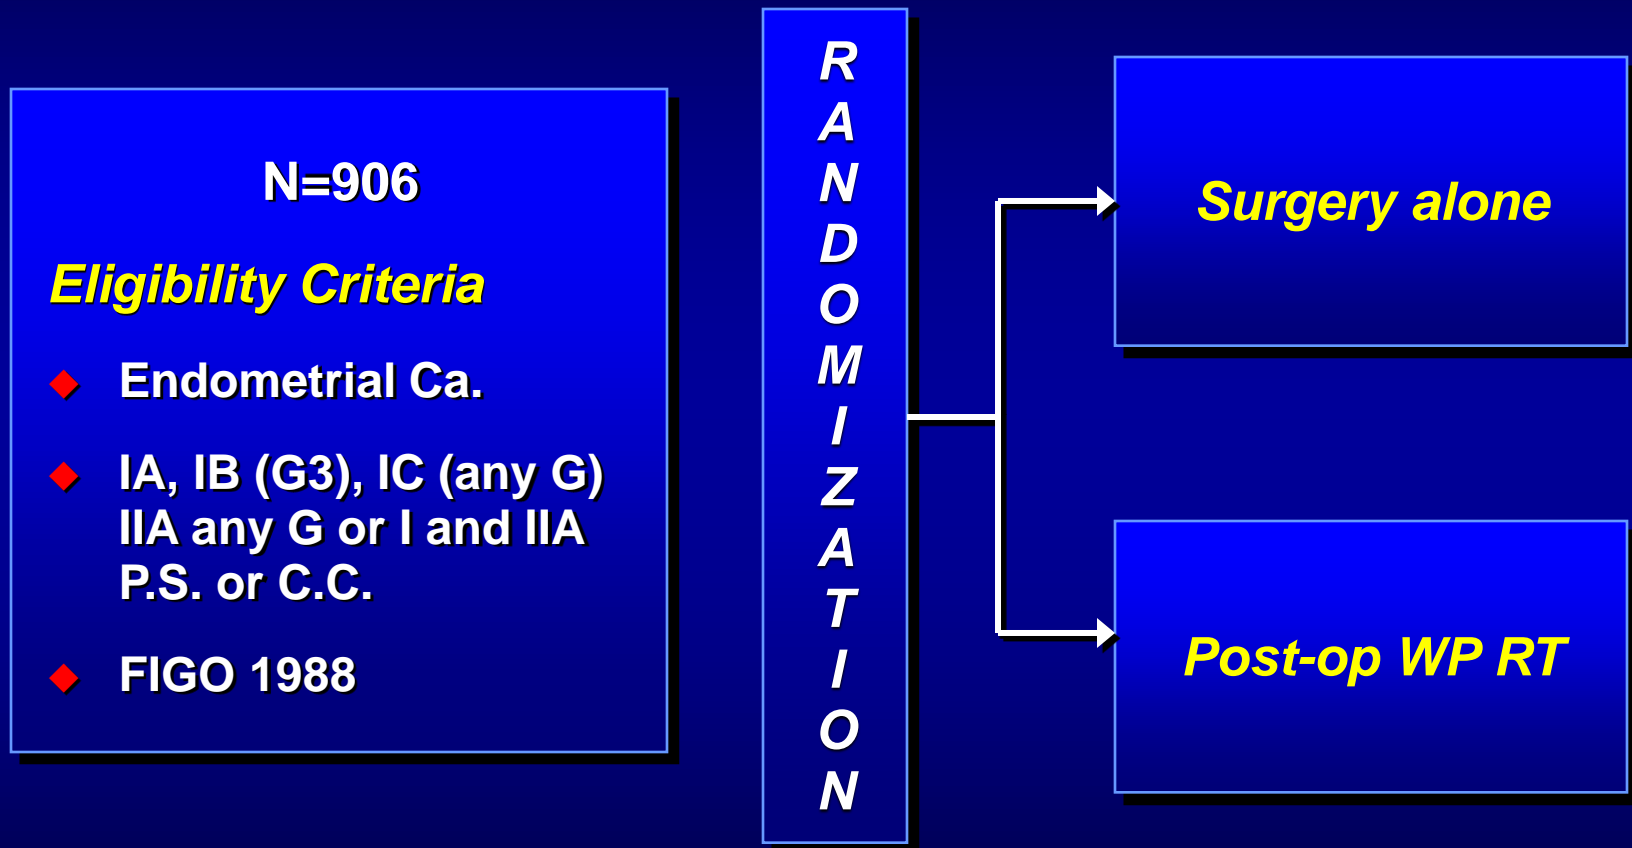 N=906
Eligibility Criteria
Endometrial Ca.
IA, IB (G3), IC (any G)
IIA any G or I and IIA
P.S. or C.C.
FIGO 1988
RANDOMIZATION
Surgery alone
Post-op WP RT